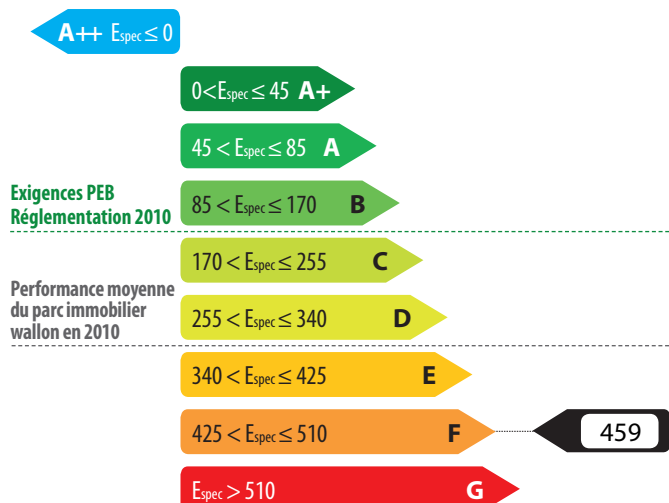 A++ Espec ≤ 0
0<Espec ≤ 45 A+
45 < Espec ≤ 85 A
Exigences PEB
Réglementation 2010
85 < Espec ≤ 170 B
170 < Espec ≤ 255 C
Performance moyenne
du parc immobilier
wallon en 2010
255 < Espec ≤ 340 D
340 < Espec ≤ 425 E
425 < Espec ≤ 510 F
459
Espec > 510 G